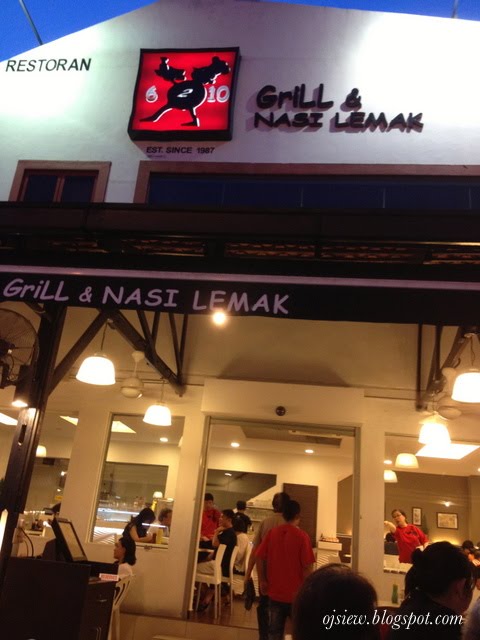 RESTORAN
6 2 10
GriLL &
NASI LEMAK
EST. SINCE 1987
GriLL & NASI LEMAK
ojsiew.blogspot.com